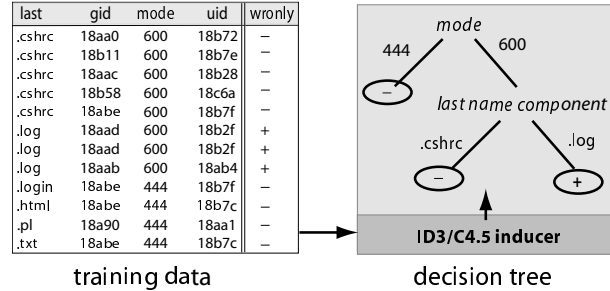 last gid mode uid wronly
.cshrc 18aa0 600 18b72 –
.cshrc 18b11 600 18b7e –
.cshrc 18aac 600 18b28 –
.cshrc 18b58 600 18c6a –
.cshrc 18abe 600 18b7f –
.log 18aad 600 18b2f +
.log 18aad 600 18b2f +
.log 18aab 600 18ab4 +
.login 18abe 444 18b7f –
.html 18abe 444 18b7c –
.pl 18a90 444 18aa1 –
.txt 18abe 444 18b7c –
training data
mode
444 600
–
last name component
.cshrc .log
– +
ID3/C4.5 inducer
decision tree